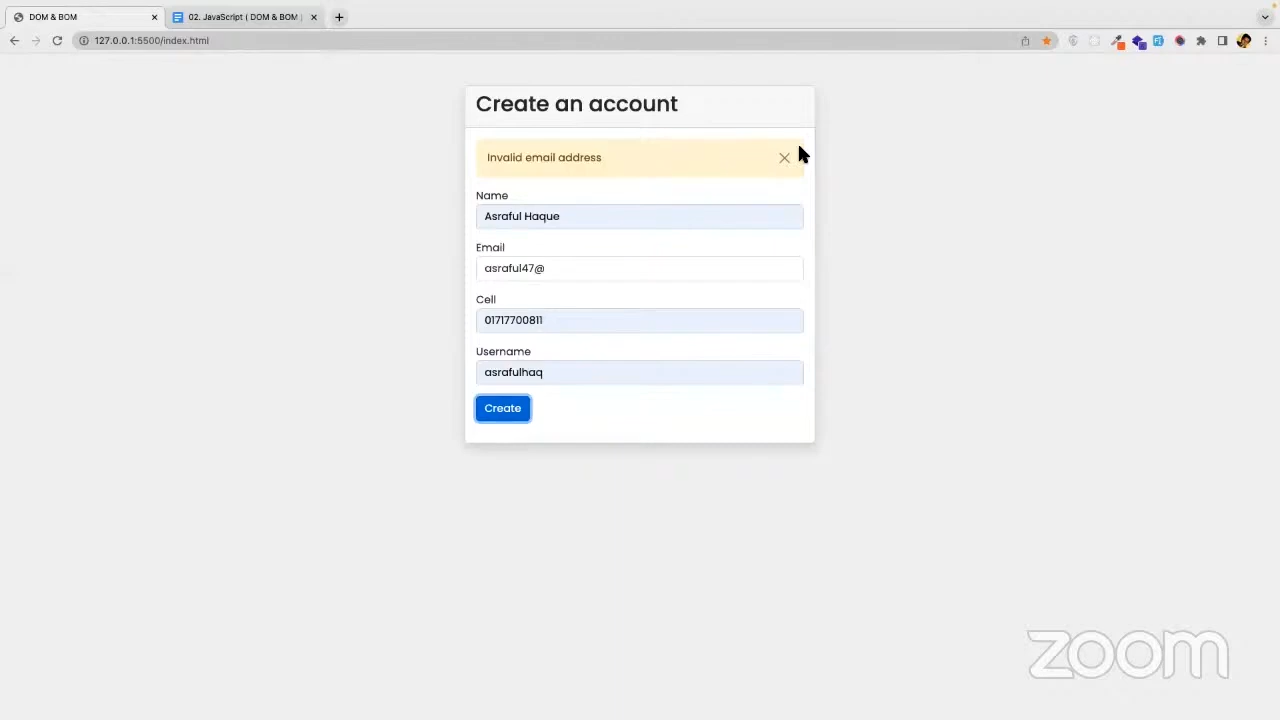 DOM & BOM
02. JavaScript ( DOM & BOM
127.0.0.1:5500/index.html
Create an account
Invalid email address
Name
Asraful Haque
Email
asraful47@
Cell
01717700811
Username
asrafulhaq
Create
zoom